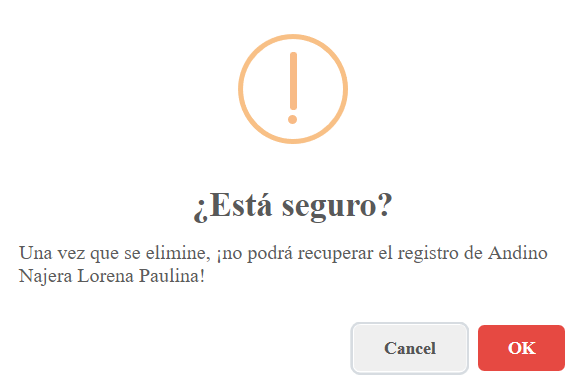 ¿Está seguro?
Una vez que se elimine, ¡no podrá recuperar el registro de Andino
Najera Lorena Paulina!
Cancel
OK